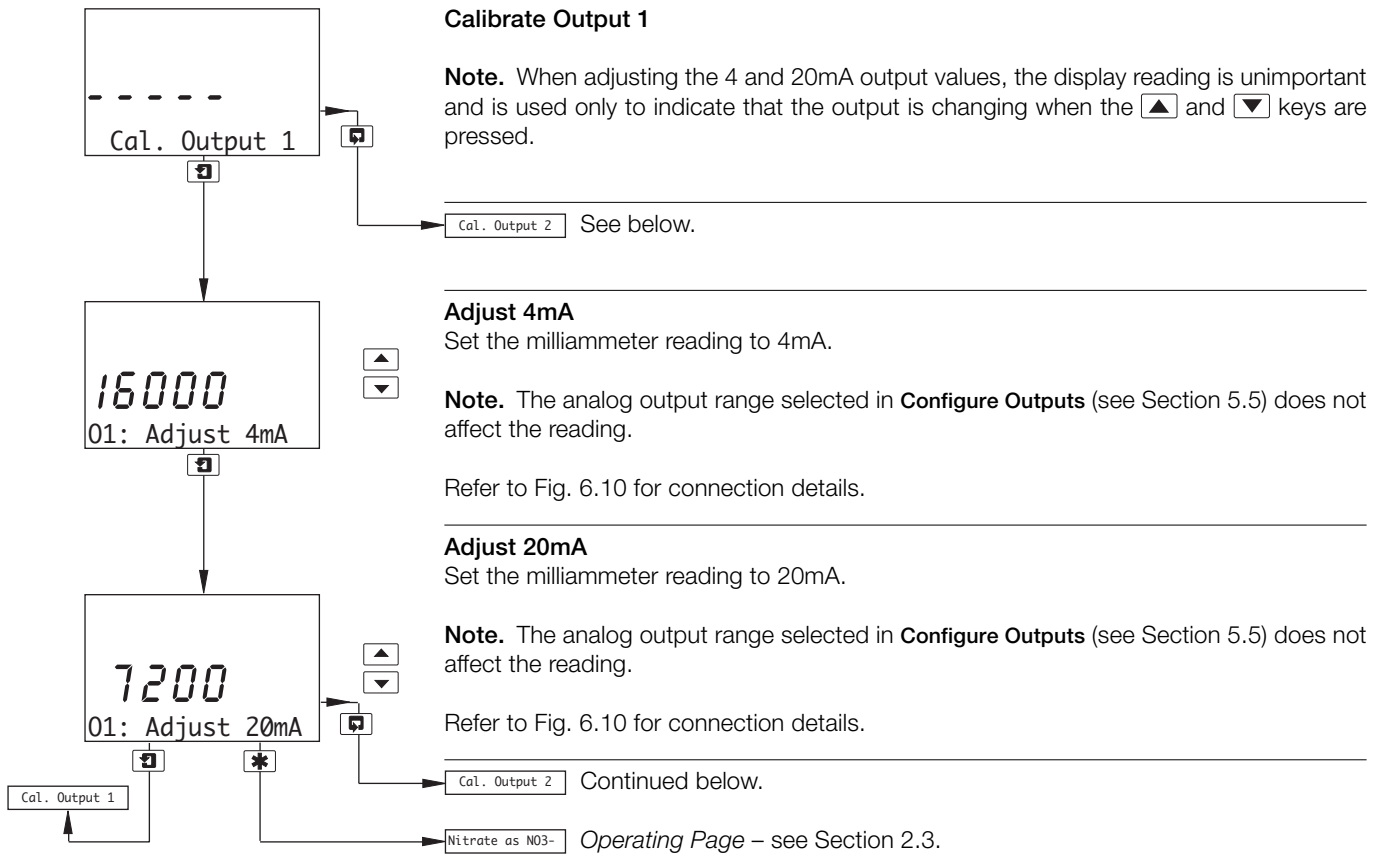 Calibrate Output 1
Note. When adjusting the 4 and 20mA output values, the display reading is unimportant
and is used only to indicate that the output is changing when the ▲ and ▼ keys are
pressed.
- - - - -
Cal. Output 1
Cal. Output 2 See below.
Adjust 4mA
Set the milliammeter reading to 4mA.
Note. The analog output range selected in Configure Outputs (see Section 5.5) does not
affect the reading.
Refer to Fig. 6.10 for connection details.
16000
O1: Adjust 4mA
Adjust 20mA
Set the milliammeter reading to 20mA.
Note. The analog output range selected in Configure Outputs (see Section 5.5) does not
affect the reading.
Refer to Fig. 6.10 for connection details.
7200
O1: Adjust 20mA
Cal. Output 2 Continued below.
Cal. Output 1
Nitrate as NO3- Operating Page – see Section 2.3.